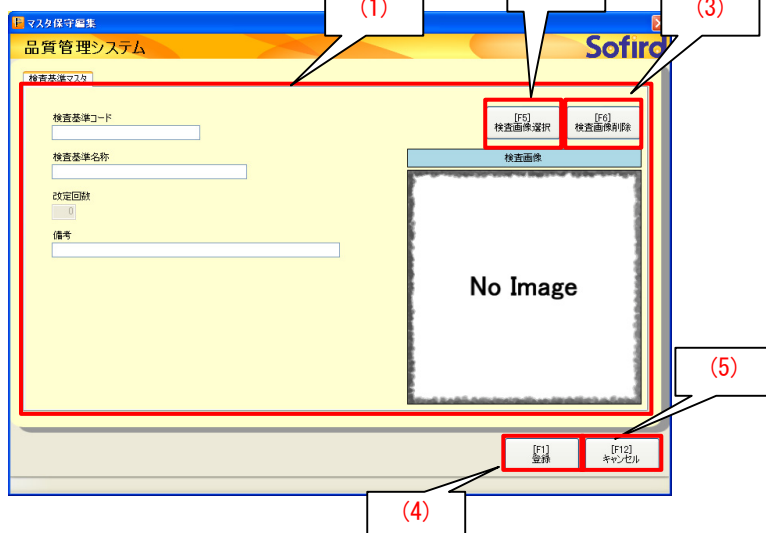 (1)
(3)
マスタ保守編集
品質管理システム
Sofird
検査基準マスタ
検査基準コード
[F5]
検査画像選択
[F6]
検査画像削除
検査基準名称
検査画像
改定回数
0
備考
No Image
(5)
[F1]
登録
[F12]
キャンセル
(4)